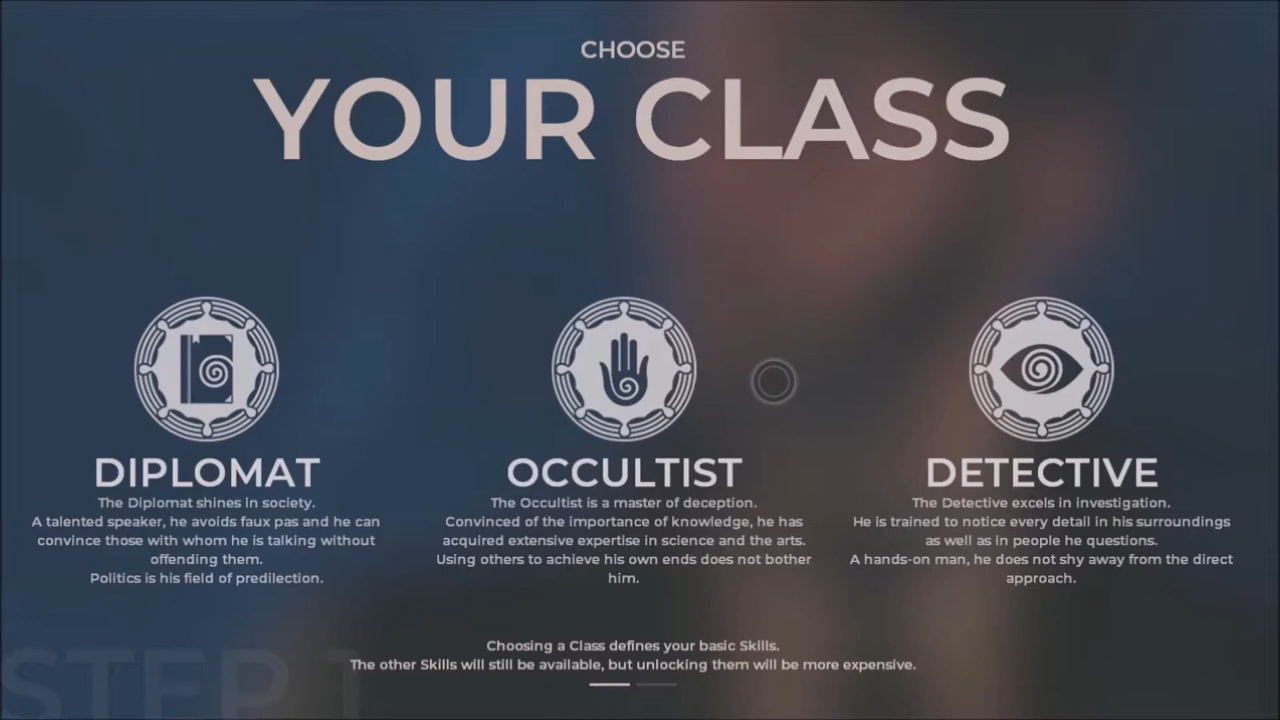 CHOOSE
YOUR CLASS
DIPLOMAT
The Diplomat shines in society.
A talented speaker, he avoids faux pas and he can
convince those with whom he is talking without
offending them.
Politics is his field of predilection.
OCCULTIST
The Occultist is a master of deception.
Convinced of the importance of knowledge, he has
acquired extensive expertise in science and the arts.
Using others to achieve his own ends does not bother
him.
DETECTIVE
The Detective excels in investigation.
He is trained to notice every detail in his surroundings
as well as in people he questions.
A hands-on man, he does not shy away from the direct
approach.
Choosing a Class defines your basic Skills.
The other Skills will still be available, but unlocking them will be more expensive.
STEP 1